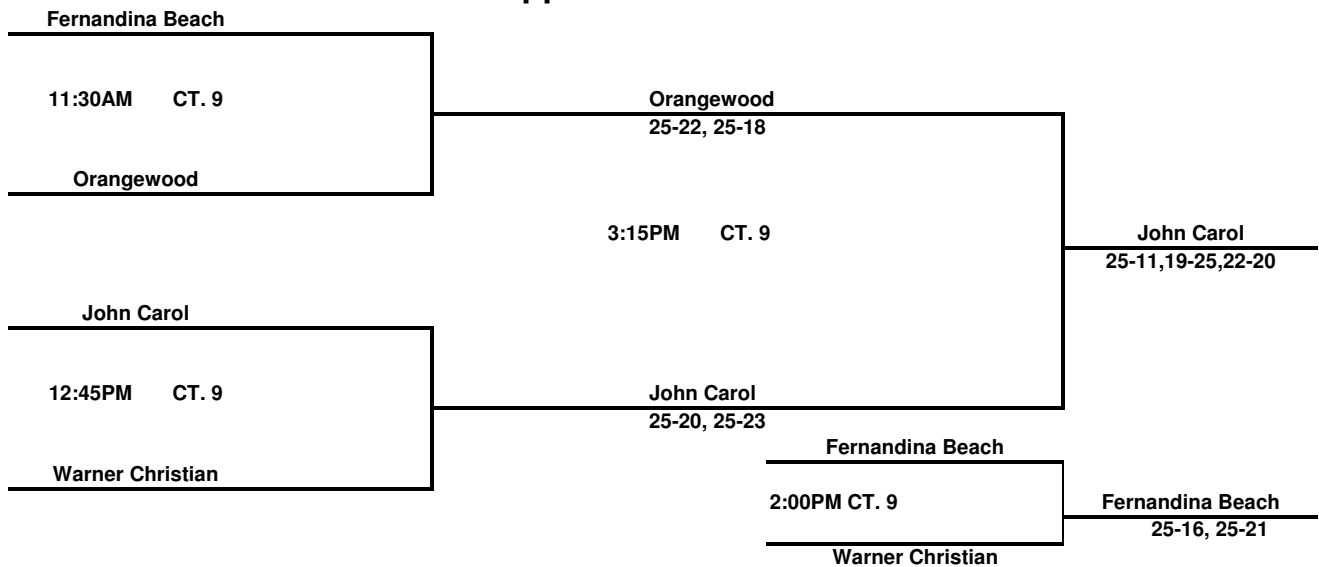 Fernandina Beach
11:30AM CT. 9
Orangewood
25-22, 25-18
Orangewood
3:15PM CT. 9
John Carol
25-11,19-25,22-20
John Carol
12:45PM CT. 9
John Carol
25-20, 25-23
Warner Christian
Fernandina Beach
2:00PM CT. 9
Fernandina Beach
25-16, 25-21
Warner Christian